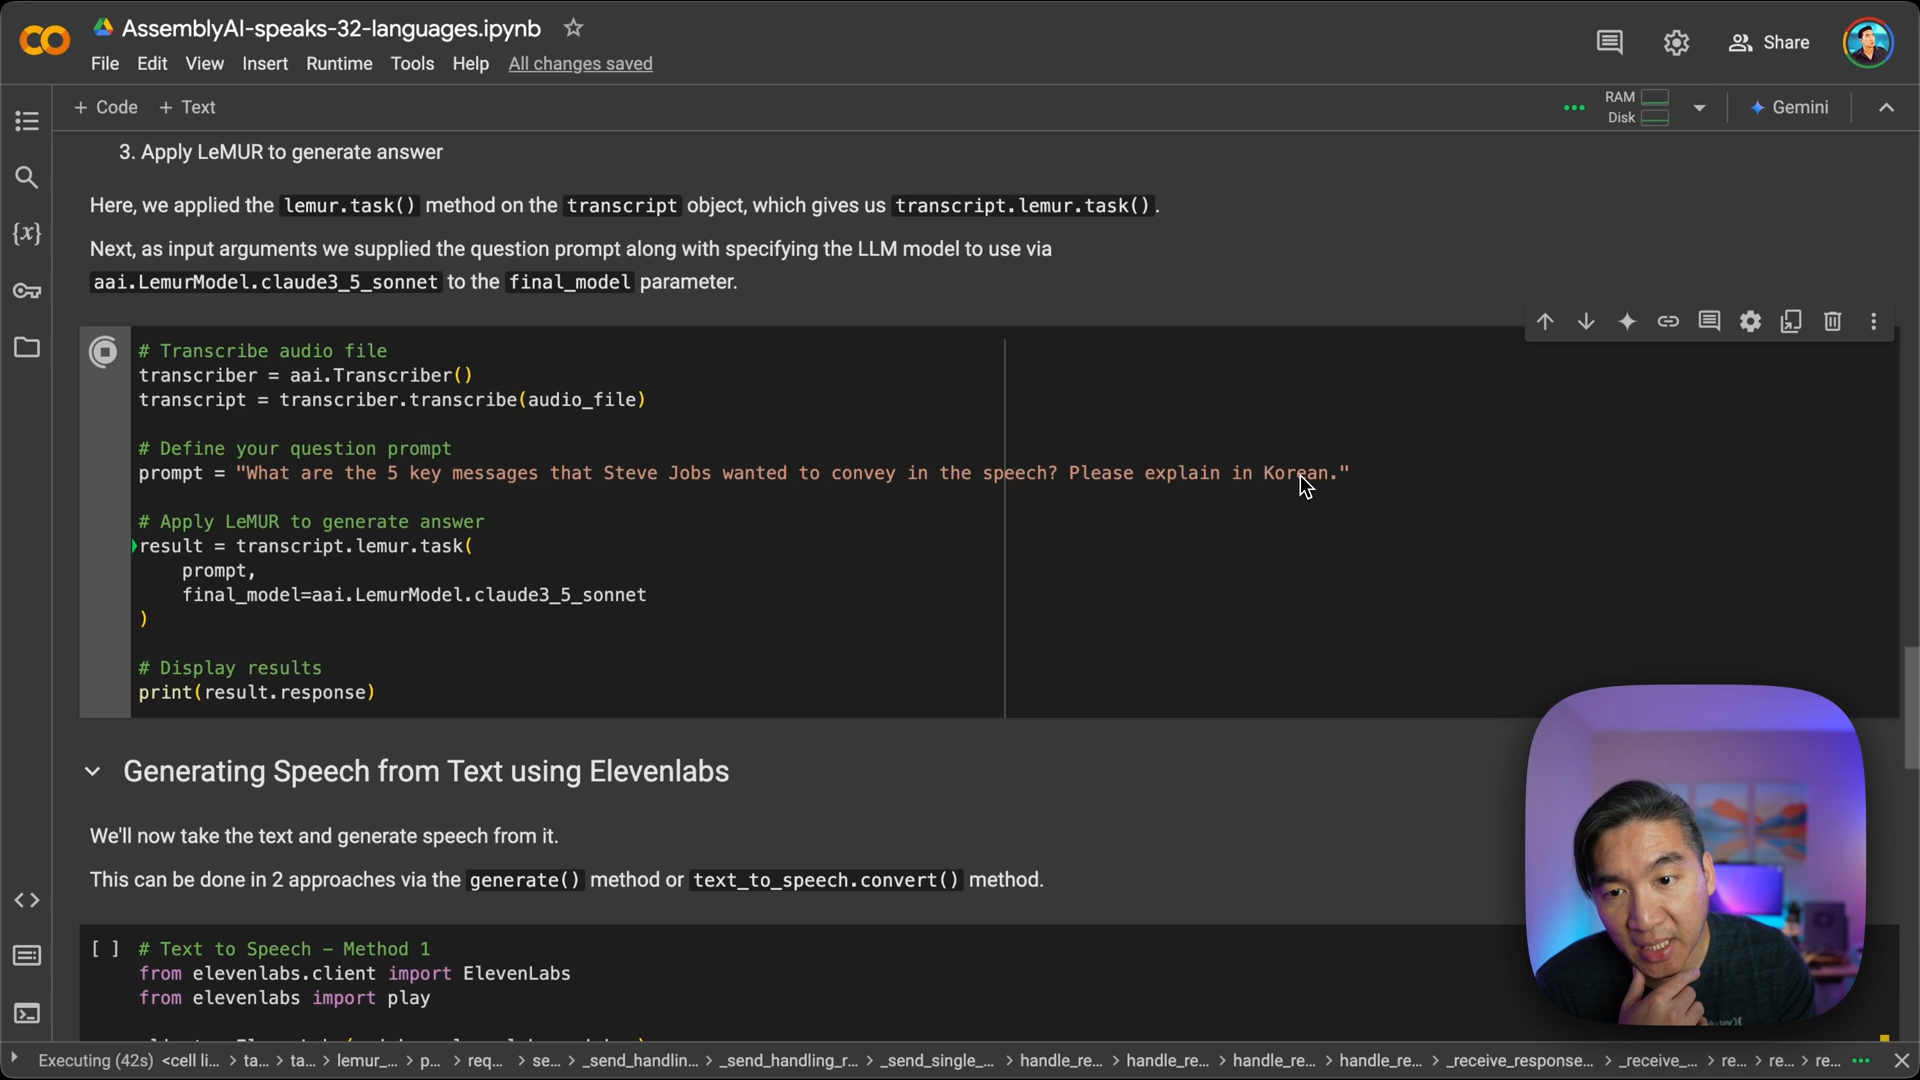 AssemblyAI-speaks-32-languages.ipynb
Share
File Edit View Insert Runtime Tools Help All changes saved
+ Code + Text
RAM
Disk
Gemini
3. Apply LeMUR to generate answer
Here, we applied the lemur.task() method on the transcript object, which gives us transcript.lemur.task().
Next, as input arguments we supplied the question prompt along with specifying the LLM model to use via
aai.LemurModel.claude3_5_sonnet to the final_model parameter.
# Transcribe audio file
transcriber = aai.Transcriber()
transcript = transcriber.transcribe(audio_file)
# Define your question prompt
prompt = "What are the 5 key messages that Steve Jobs wanted to convey in the speech? Please explain in Korean."
# Apply LeMUR to generate answer
result = transcript.lemur.task(
prompt,
final_model=aai.LemurModel.claude3_5_sonnet
)
# Display results
print(result.response)
Generating Speech from Text using Elevenlabs
We'll now take the text and generate speech from it.
This can be done in 2 approaches via the generate() method or text_to_speech.convert() method.
[ ] # Text to Speech – Method 1
from elevenlabs.client import ElevenLabs
from elevenlabs import play
Executing (42s) <cell li... > ta... > ta... > lemur_... > p... > req... > se... > _send_handlin... > _send_handling_r... > _send_single_... > handle_re... > handle_re... > handle_re... > handle_re... > _receive_response... > _receive_... > re... > re... > re...